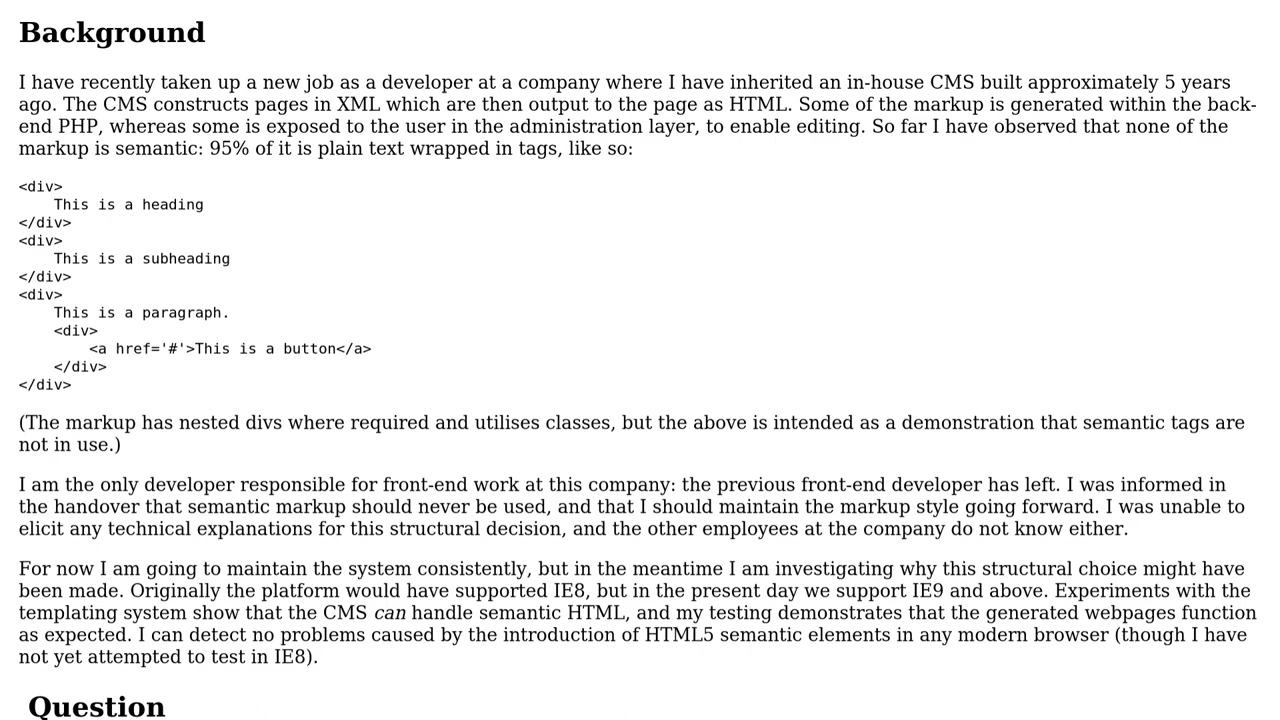 Background
I have recently taken up a new job as a developer at a company where I have inherited an in-house CMS built approximately 5 years
ago. The CMS constructs pages in XML which are then output to the page as HTML. Some of the markup is generated within the back-
end PHP, whereas some is exposed to the user in the administration layer, to enable editing. So far I have observed that none of the
markup is semantic: 95% of it is plain text wrapped in tags, like so:
<div>
    This is a heading
</div>
<div>
    This is a subheading
</div>
<div>
    This is a paragraph.
    <div>
        <a href='#'>This is a button</a>
    </div>
</div>
(The markup has nested divs where required and utilises classes, but the above is intended as a demonstration that semantic tags are
not in use.)
I am the only developer responsible for front-end work at this company: the previous front-end developer has left. I was informed in
the handover that semantic markup should never be used, and that I should maintain the markup style going forward. I was unable to
elicit any technical explanations for this structural decision, and the other employees at the company do not know either.
For now I am going to maintain the system consistently, but in the meantime I am investigating why this structural choice might have
been made. Originally the platform would have supported IE8, but in the present day we support IE9 and above. Experiments with the
templating system show that the CMS can handle semantic HTML, and my testing demonstrates that the generated webpages function
as expected. I can detect no problems caused by the introduction of HTML5 semantic elements in any modern browser (though I have
not yet attempted to test in IE8).
Question